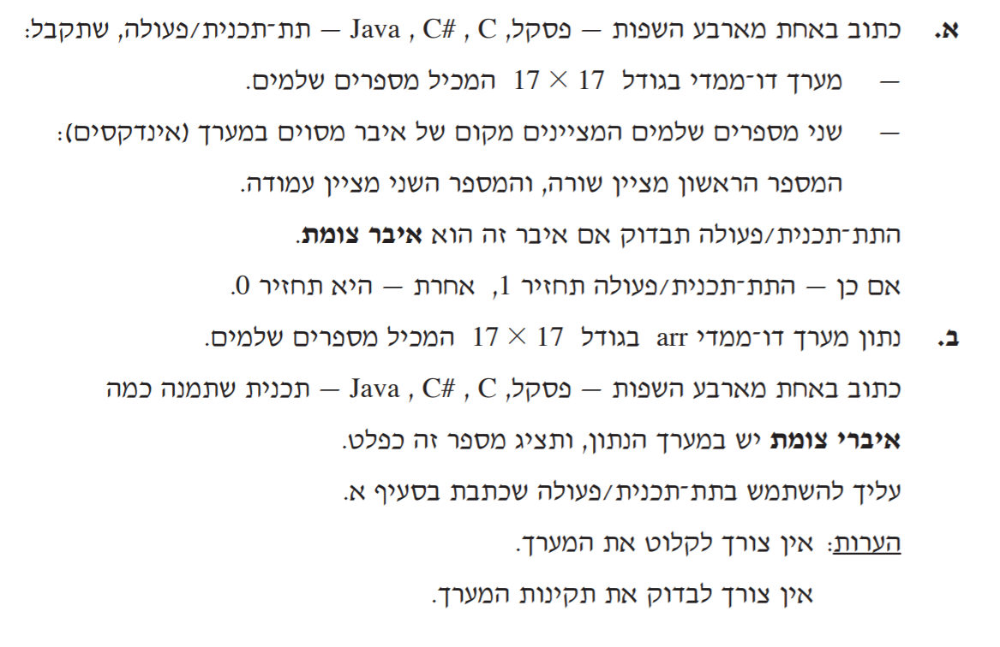 א. כתוב באחת מארבע השפות — פסקל, Java , C# , C — תת־תכנית/פעולה, שתקבל:
— מערך דו־ממדי בגודל 17 × 17 המכיל מספרים שלמים.
— שני מספרים שלמים המציינים מקום של איבר מסוים במערך (אינדקסים):
המספר הראשון מציין שורה, והמספר השני מציין עמודה.
התת־תכנית/פעולה תבדוק אם איבר זה הוא איבר צומת.
אם כן — התת־תכנית/פעולה תחזיר 1, אחרת — היא תחזיר 0.
ב. נתון מערך דו־ממדי arr בגודל 17 × 17 המכיל מספרים שלמים.
כתוב באחת מארבע השפות — פסקל, Java , C# , C — תכנית שתמנה כמה
איברי צומת יש במערך הנתון, ותציג מספר זה כפלט.
עליך להשתמש בתת־תכנית/פעולה שכתבת בסעיף א.
הערות: אין צורך לקלוט את המערך.
אין צורך לבדוק את תקינות המערך.